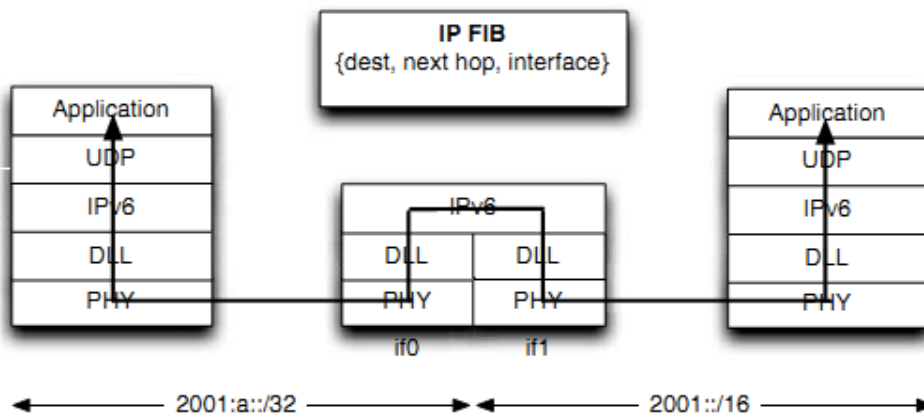 IP FIB
{dest, next hop, interface}
Application
UDP
IPv6
DLL
PHY
IPv6
DLL DLL
PHY PHY
if0 if1
Application
UDP
IPv6
DLL
PHY
2001:a::/32
2001::/16